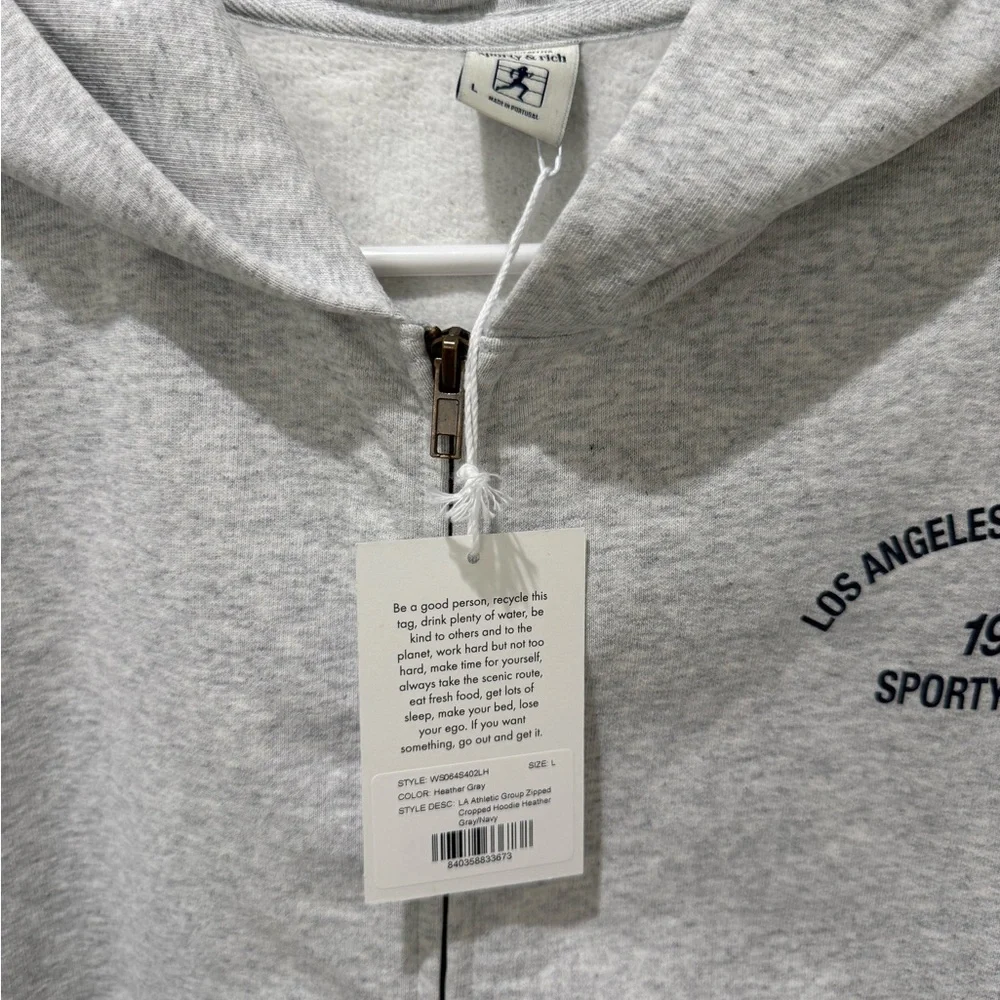 sporty & rich
L
MADE IN PORTUGAL
LOS ANGELES
19
SPORTY
Be a good person, recycle this
tag, drink plenty of water, be
kind to others and to the
planet, work hard but not too
hard, make time for yourself,
always take the scenic route,
eat fresh food, get lots of
sleep, make your bed, lose
your ego. If you want
something, go out and get it.
STYLE: WS064S402LH SIZE: L
COLOR: Heather Gray
STYLE DESC: LA Athletic Group Zipped
Cropped Hoodie Heather
Gray/Navy
840358833673